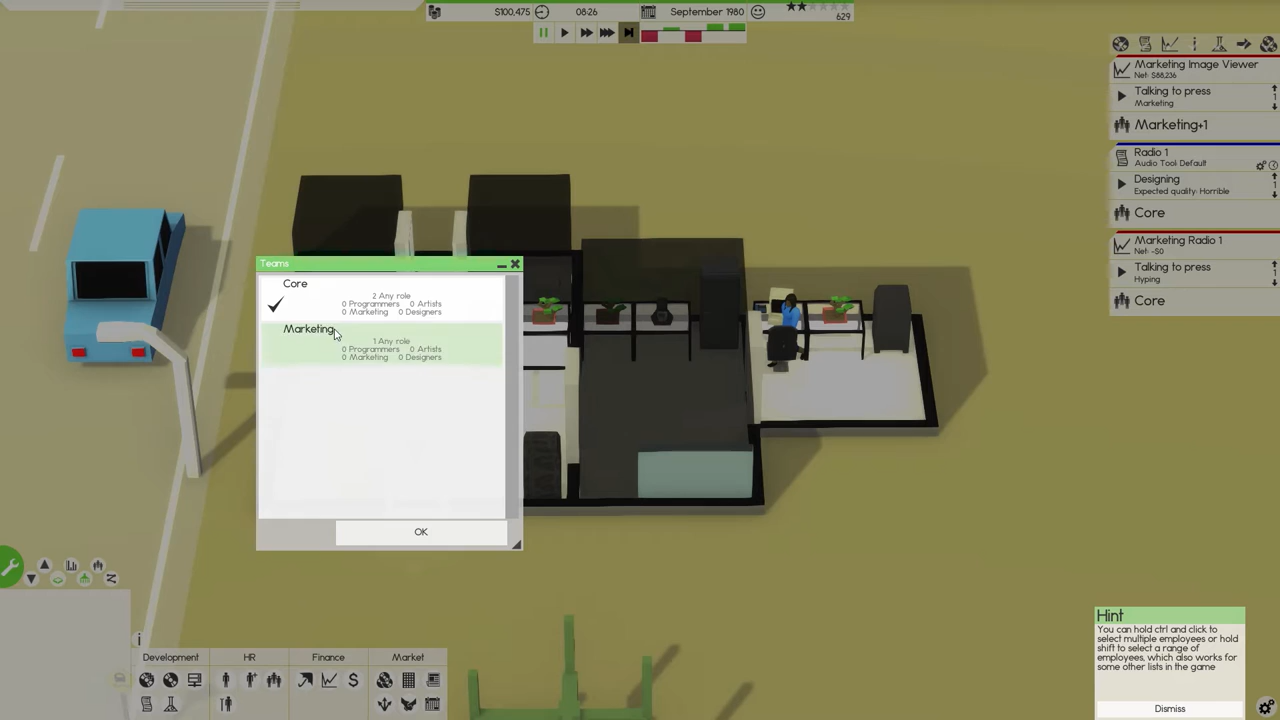 $100,475
08:26
September 1980
629
Marketing Image Viewer
Net: $88,236
Talking to press
Marketing
1
Marketing+1
Radio 1
Audio Tool: Default
Designing
Expected quality: Horrible
1
Core
Marketing Radio 1
Net: -$0
Talking to press
Hyping
1
Core
Teams
Core
2 Any role
0 Programmers 0 Artists
0 Marketing 0 Designers
Marketing
1 Any role
0 Programmers 0 Artists
0 Marketing 0 Designers
OK
Hint
You can hold ctrl and click to
select multiple employees or hold
shift to select a range of
employees, which also works for
some other lists in the game
Dismiss
Development
HR
Finance
Market